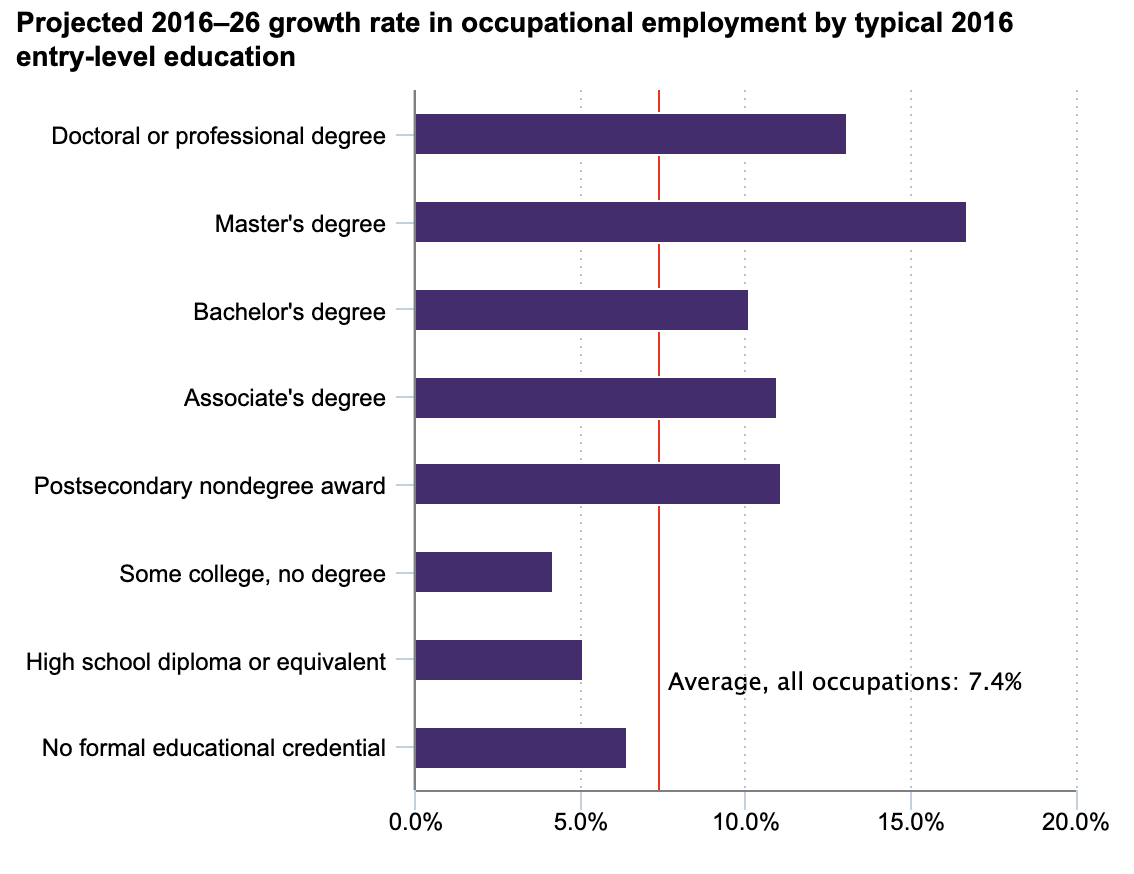 Projected 2016–26 growth rate in occupational employment by typical 2016
entry-level education
Doctoral or professional degree
Master's degree
Bachelor's degree
Associate's degree
Postsecondary nondegree award
Some college, no degree
High school diploma or equivalent
Average, all occupations: 7.4%
No formal educational credential
0.0% 5.0% 10.0% 15.0% 20.0%